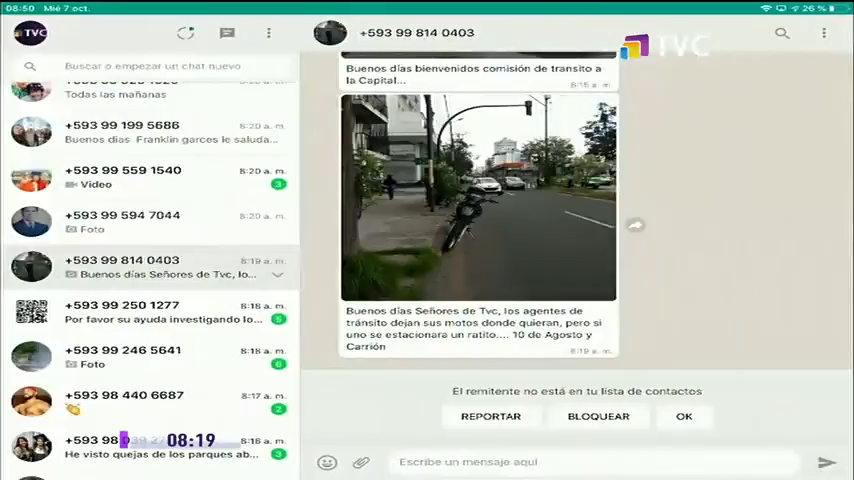 08:50 Mié 7 oct.
26 %
TVC
+593 99 814 0403
TVC
Buscar o empezar un chat nuevo
Todas las mañanas
+593 99 199 5686
8:20 a. m.
Buenos días Franklin garces le saluda...
+593 99 559 1540
8:20 a. m.
Video
3
+593 99 594 7044
8:20 a. m.
Foto
+593 99 814 0403
8:19 a. m.
Buenos días Señores de Tvc, lo...
+593 99 250 1277
8:18 a. m.
Por favor su ayuda investigando lo...
5
+593 99 246 5641
8:18 a. m.
Foto
6
+593 98 440 6687
8:17 a. m.
2
+593 98
8:16 a. m.
He visto quejas de los parques ab...
3
08:19
Buenos días bienvenidos comisión de transito a
la Capital...
8:15 a. m.
Buenos días Señores de Tvc, los agentes de
tránsito dejan sus motos donde quieran, pero si
uno se estacionara un ratito.... 10 de Agosto y
Carrión
8:19 a. m.
El remitente no está en tu lista de contactos
REPORTAR
BLOQUEAR
OK
Escribe un mensaje aquí